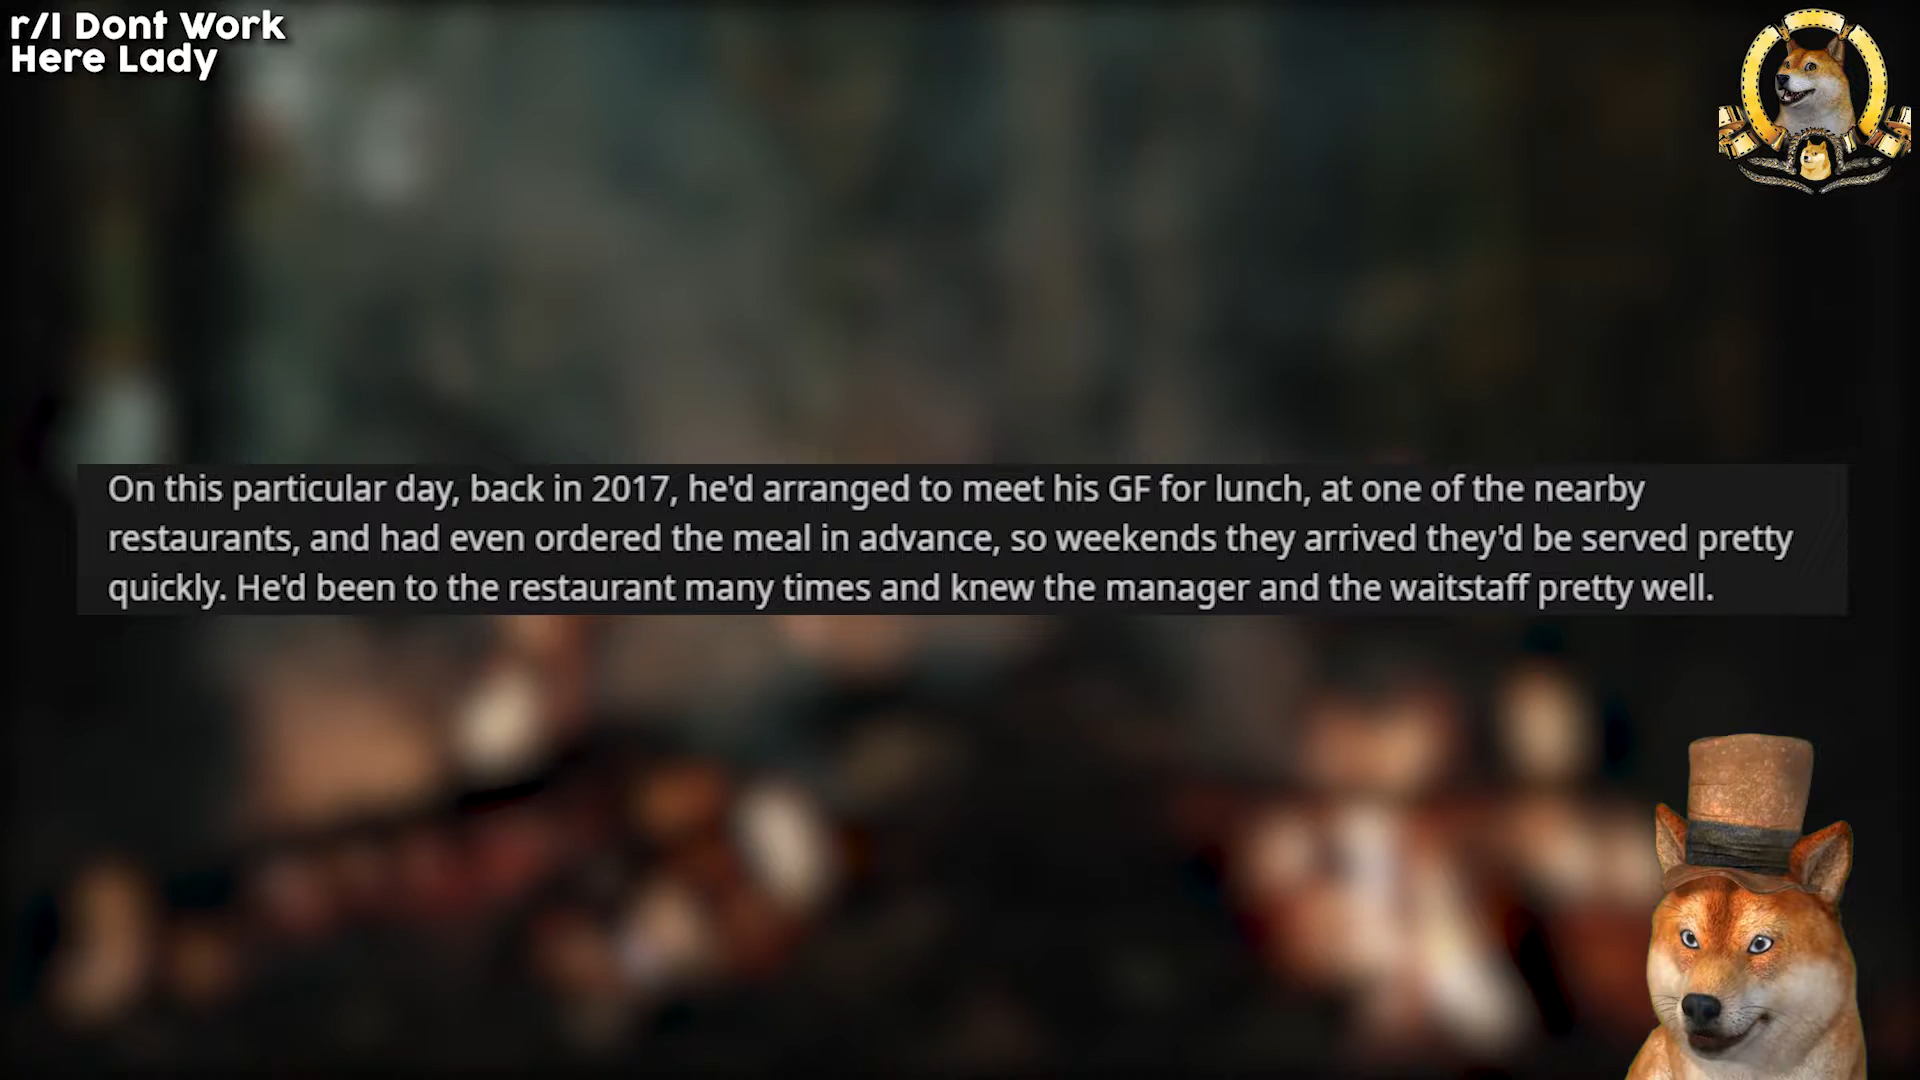 r/I Dont Work
Here Lady
On this particular day, back in 2017, he'd arranged to meet his GF for lunch, at one of the nearby
restaurants, and had even ordered the meal in advance, so weekends they arrived they'd be served pretty
quickly. He'd been to the restaurant many times and knew the manager and the waitstaff pretty well.